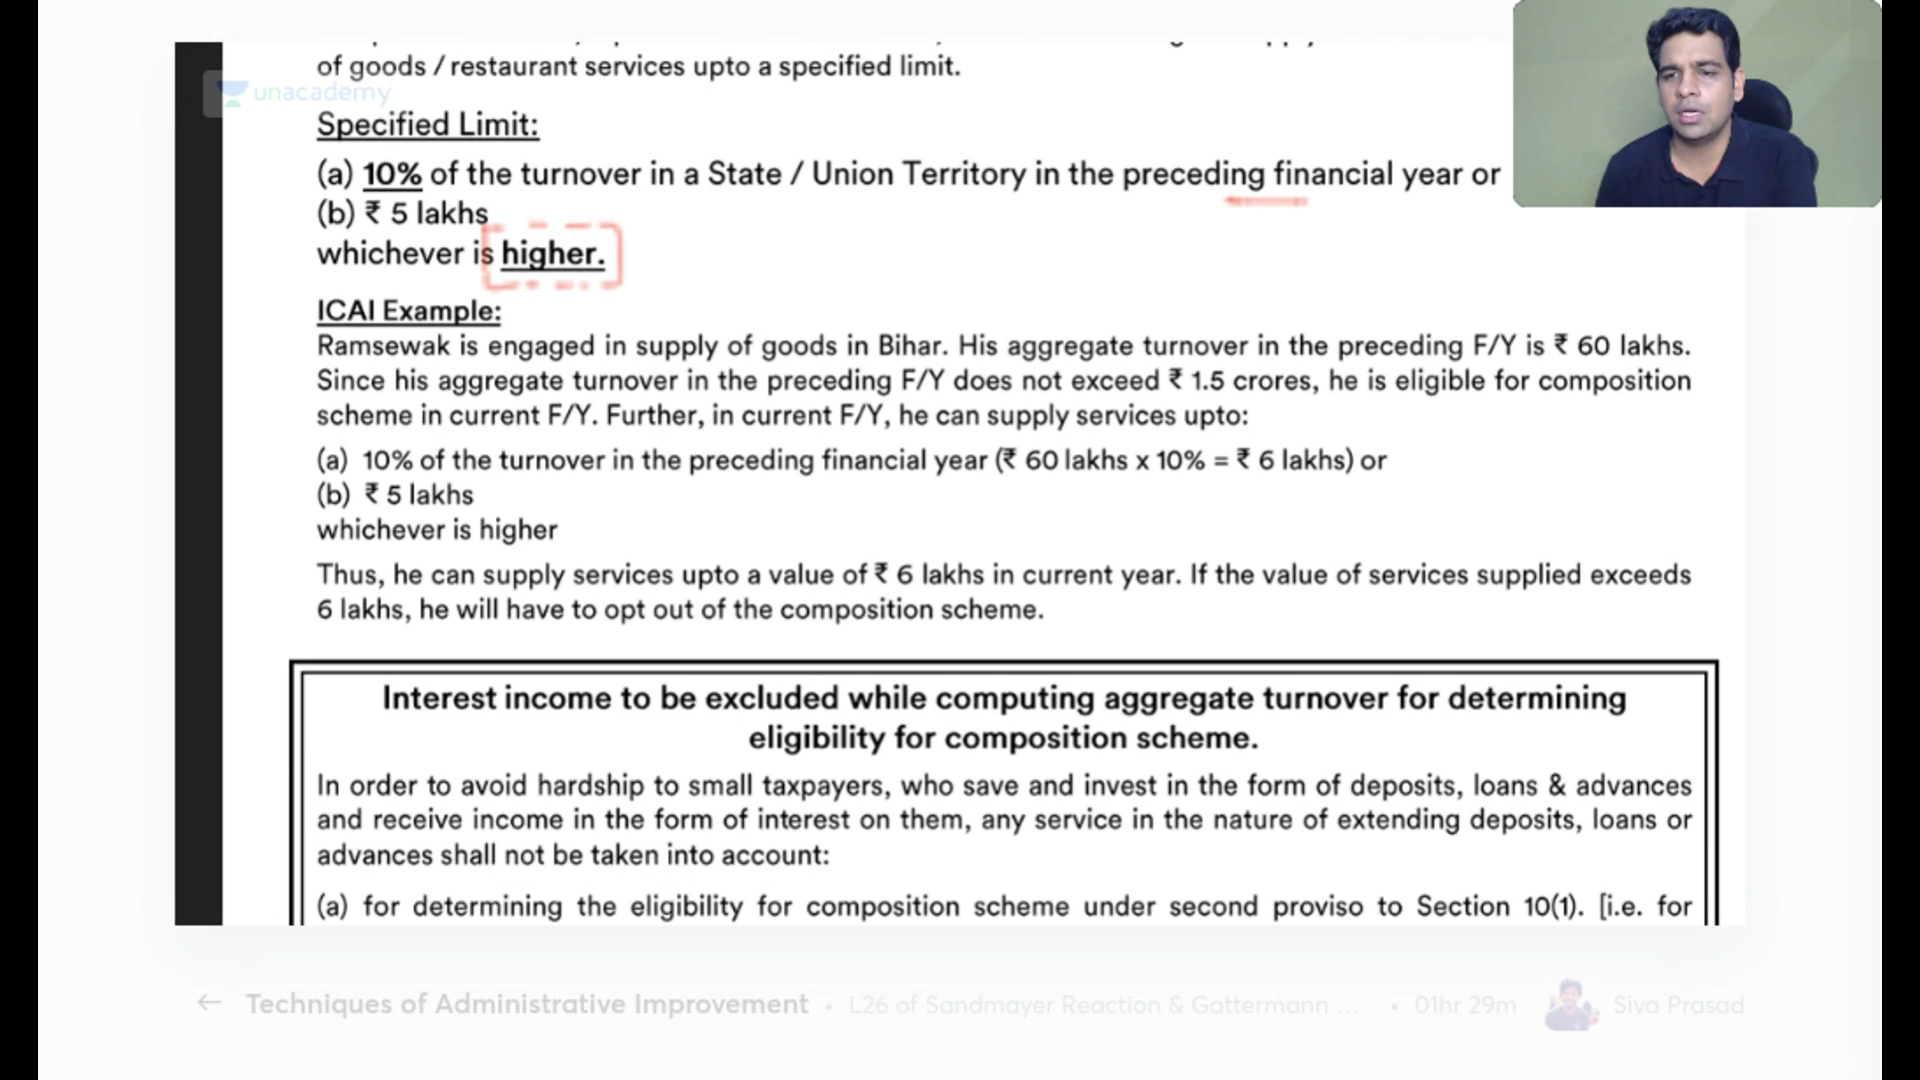 of goods / restaurant services upto a specified limit.
unacademy
Specified Limit:
(a) 10% of the turnover in a State / Union Territory in the preceding financial year or
(b) ₹ 5 lakhs
whichever is higher.
ICAI Example:
Ramsewak is engaged in supply of goods in Bihar. His aggregate turnover in the preceding F/Y is ₹ 60 lakhs.
Since his aggregate turnover in the preceding F/Y does not exceed ₹ 1.5 crores, he is eligible for composition
scheme in current F/Y. Further, in current F/Y, he can supply services upto:
(a) 10% of the turnover in the preceding financial year (₹ 60 lakhs x 10% = ₹ 6 lakhs) or
(b) ₹ 5 lakhs
whichever is higher
Thus, he can supply services upto a value of ₹ 6 lakhs in current year. If the value of services supplied exceeds
6 lakhs, he will have to opt out of the composition scheme.
Interest income to be excluded while computing aggregate turnover for determining
eligibility for composition scheme.
In order to avoid hardship to small taxpayers, who save and invest in the form of deposits, loans & advances
and receive income in the form of interest on them, any service in the nature of extending deposits, loans or
advances shall not be taken into account:
(a) for determining the eligibility for composition scheme under second proviso to Section 10(1). [i.e. for
← Techniques of Administrative Improvement • L26 of Sandmayer Reaction & Gattermann ... • 01hr 29m Siva Prasad